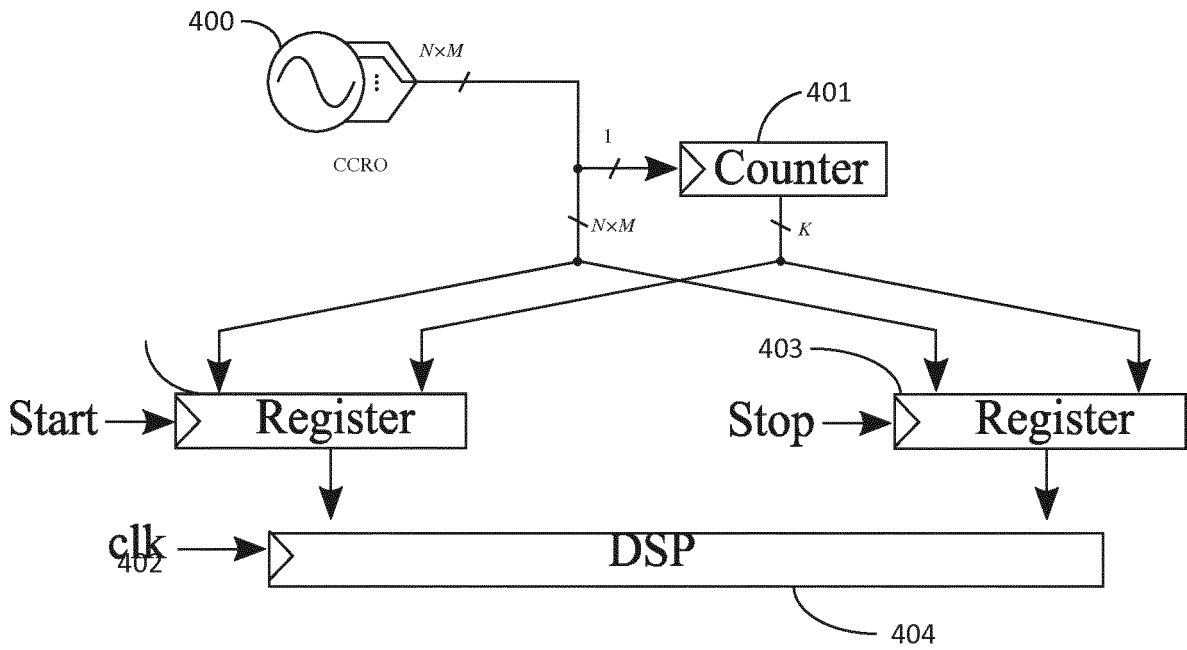 400
N×M
401
CCRO
1
Counter
N×M
K
403
Start
Register
Stop
Register
clk
402
DSP
404